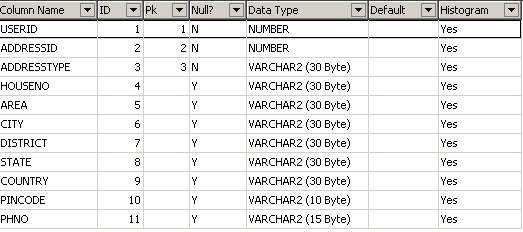 Column Name ID Pk Null? Data Type Default Histogram
USERID 1 1 N NUMBER Yes
ADDRESSID 2 2 N NUMBER Yes
ADDRESSTYPE 3 3 N VARCHAR2 (30 Byte) Yes
HOUSENO 4 Y VARCHAR2 (30 Byte) Yes
AREA 5 Y VARCHAR2 (30 Byte) Yes
CITY 6 Y VARCHAR2 (30 Byte) Yes
DISTRICT 7 Y VARCHAR2 (30 Byte) Yes
STATE 8 Y VARCHAR2 (30 Byte) Yes
COUNTRY 9 Y VARCHAR2 (30 Byte) Yes
PINCODE 10 Y VARCHAR2 (10 Byte) Yes
PHNO 11 Y VARCHAR2 (15 Byte) Yes